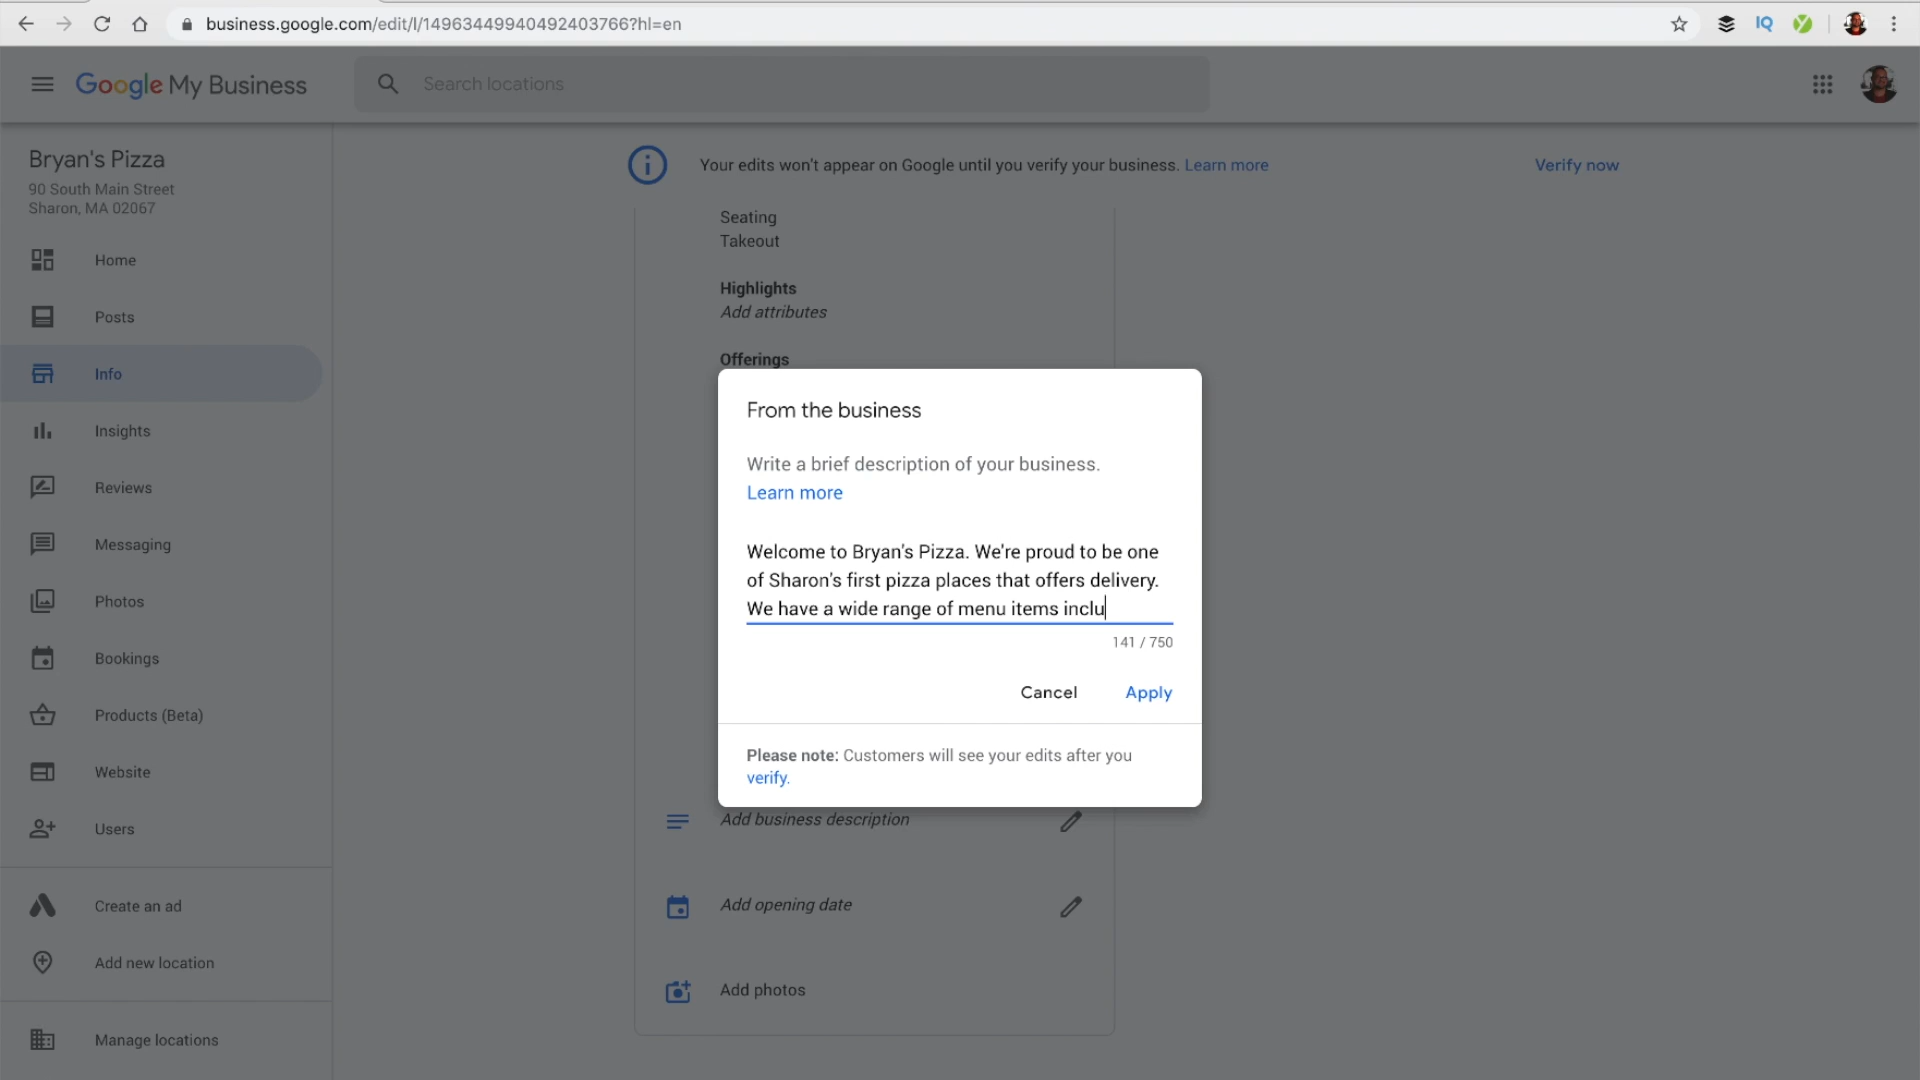 business.google.com/edit/l/14963449940492403766?hl=en
IQ
Google My Business
Search locations
Bryan's Pizza
90 South Main Street
Sharon, MA 02067
Home
Posts
Info
Insights
Reviews
Messaging
Photos
Bookings
Products (Beta)
Website
Users
Create an ad
Add new location
Manage locations
Your edits won't appear on Google until you verify your business. Learn more
Verify now
Seating
Takeout
Highlights
Add attributes
Offerings
From the business
Write a brief description of your business.
Learn more
Welcome to Bryan's Pizza. We're proud to be one
of Sharon's first pizza places that offers delivery.
We have a wide range of menu items inclu
141 / 750
Cancel
Apply
Please note: Customers will see your edits after you
verify.
Add business description
Add opening date
Add photos